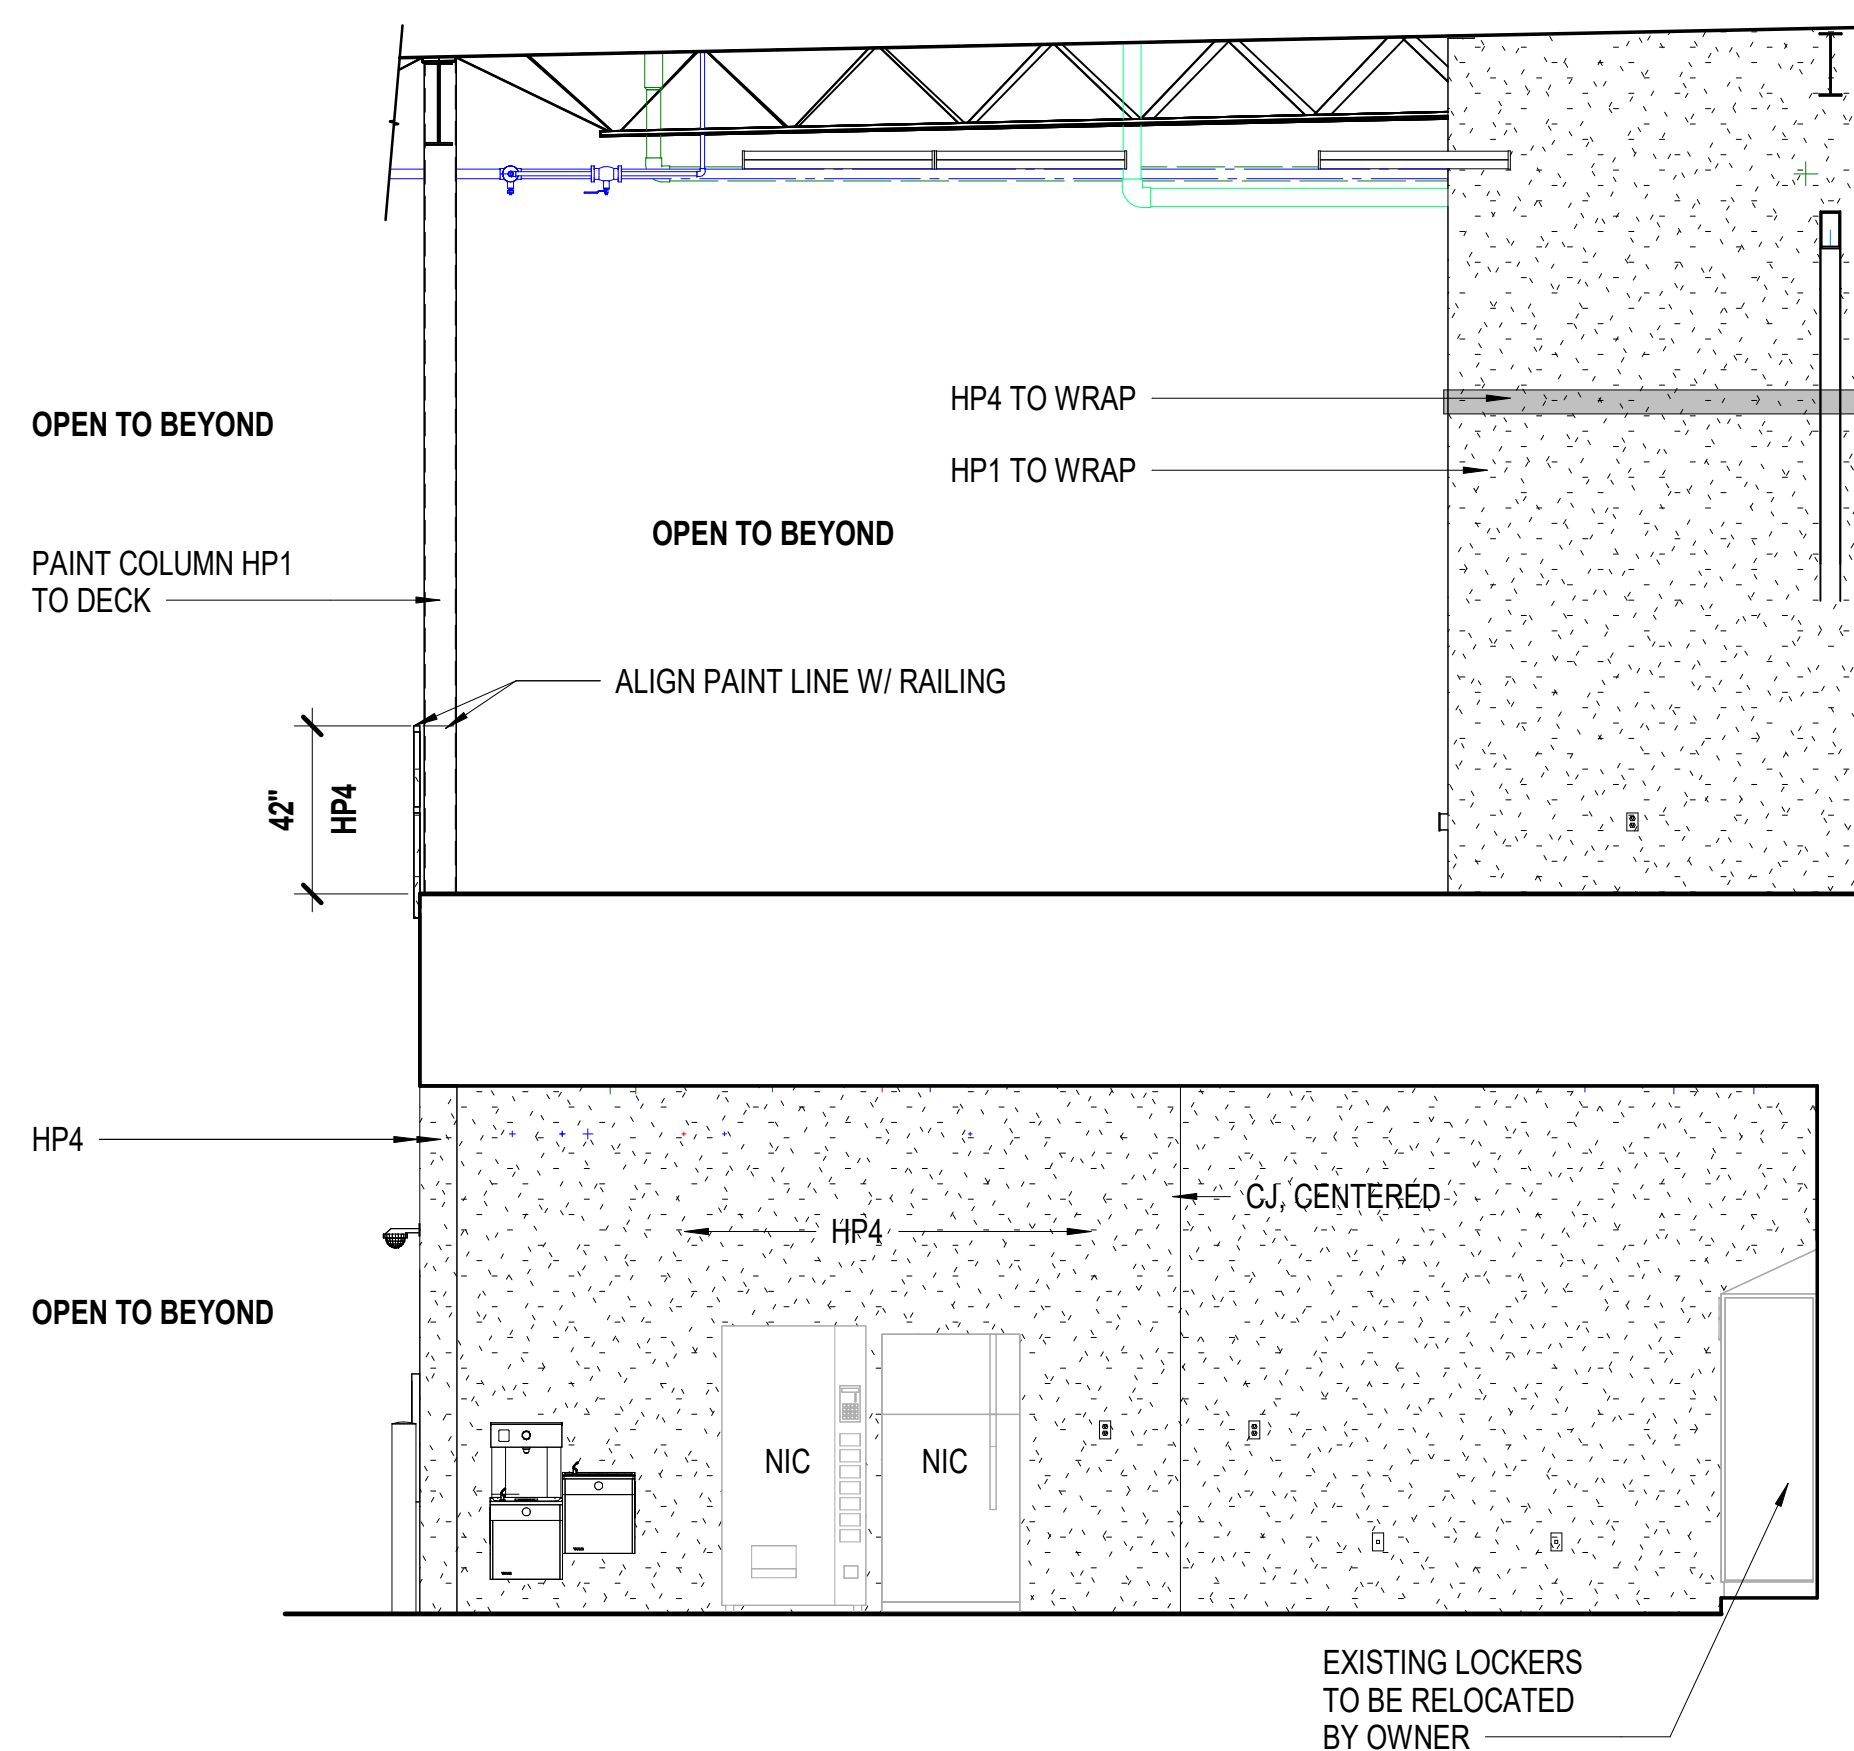 HP4 TO WRAP
OPEN TO BEYOND
HP1 TO WRAP
OPEN TO BEYOND
PAINT COLUMN HP1
TO DECK
ALIGN PAINT LINE W/ RAILING
42"
HP4
HP4
CJ, CENTERED
HP4
OPEN TO BEYOND
NIC
NIC
EXISTING LOCKERS
TO BE RELOCATED
BY OWNER